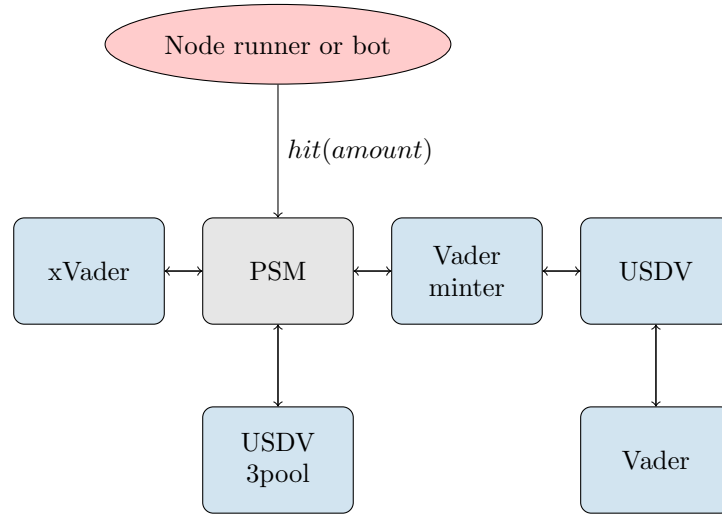 Node runner or bot
hit(amount)
xVader
PSM
Vader
minter
USDV
USDV
3pool
Vader